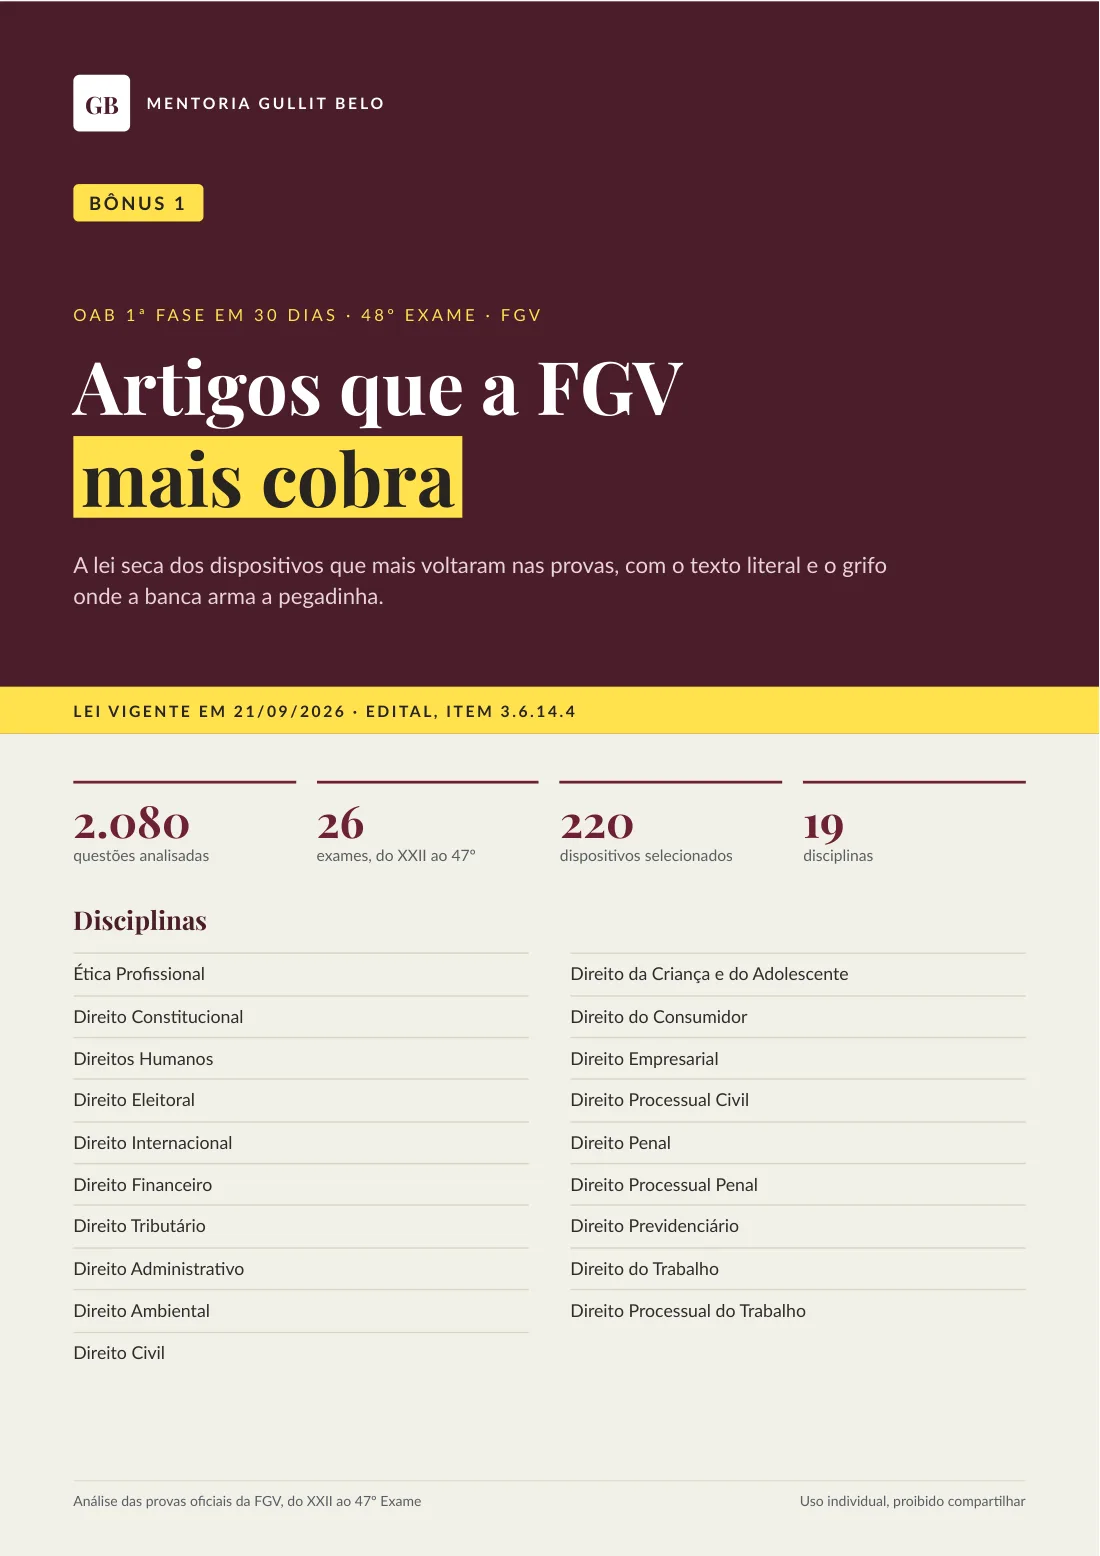 GB
MENTORIA GULLIT BELO
BÔNUS 1
OAB 1ª FASE EM 30 DIAS · 48º EXAME · FGV
Artigos que a FGV
mais cobra
A lei seca dos dispositivos que mais voltaram nas provas, com o texto literal e o grifo
onde a banca arma a pegadinha.
LEI VIGENTE EM 21/09/2026 · EDITAL, ITEM 3.6.14.4
2.080
questões analisadas
26
exames, do XXII ao 47º
220
dispositivos selecionados
19
disciplinas
Disciplinas
Ética Profissional
Direito Constitucional
Direitos Humanos
Direito Eleitoral
Direito Internacional
Direito Financeiro
Direito Tributário
Direito Administrativo
Direito Ambiental
Direito Civil
Direito da Criança e do Adolescente
Direito do Consumidor
Direito Empresarial
Direito Processual Civil
Direito Penal
Direito Processual Penal
Direito Previdenciário
Direito do Trabalho
Direito Processual do Trabalho
Análise das provas oficiais da FGV, do XXII ao 47º Exame
Uso individual, proibido compartilhar